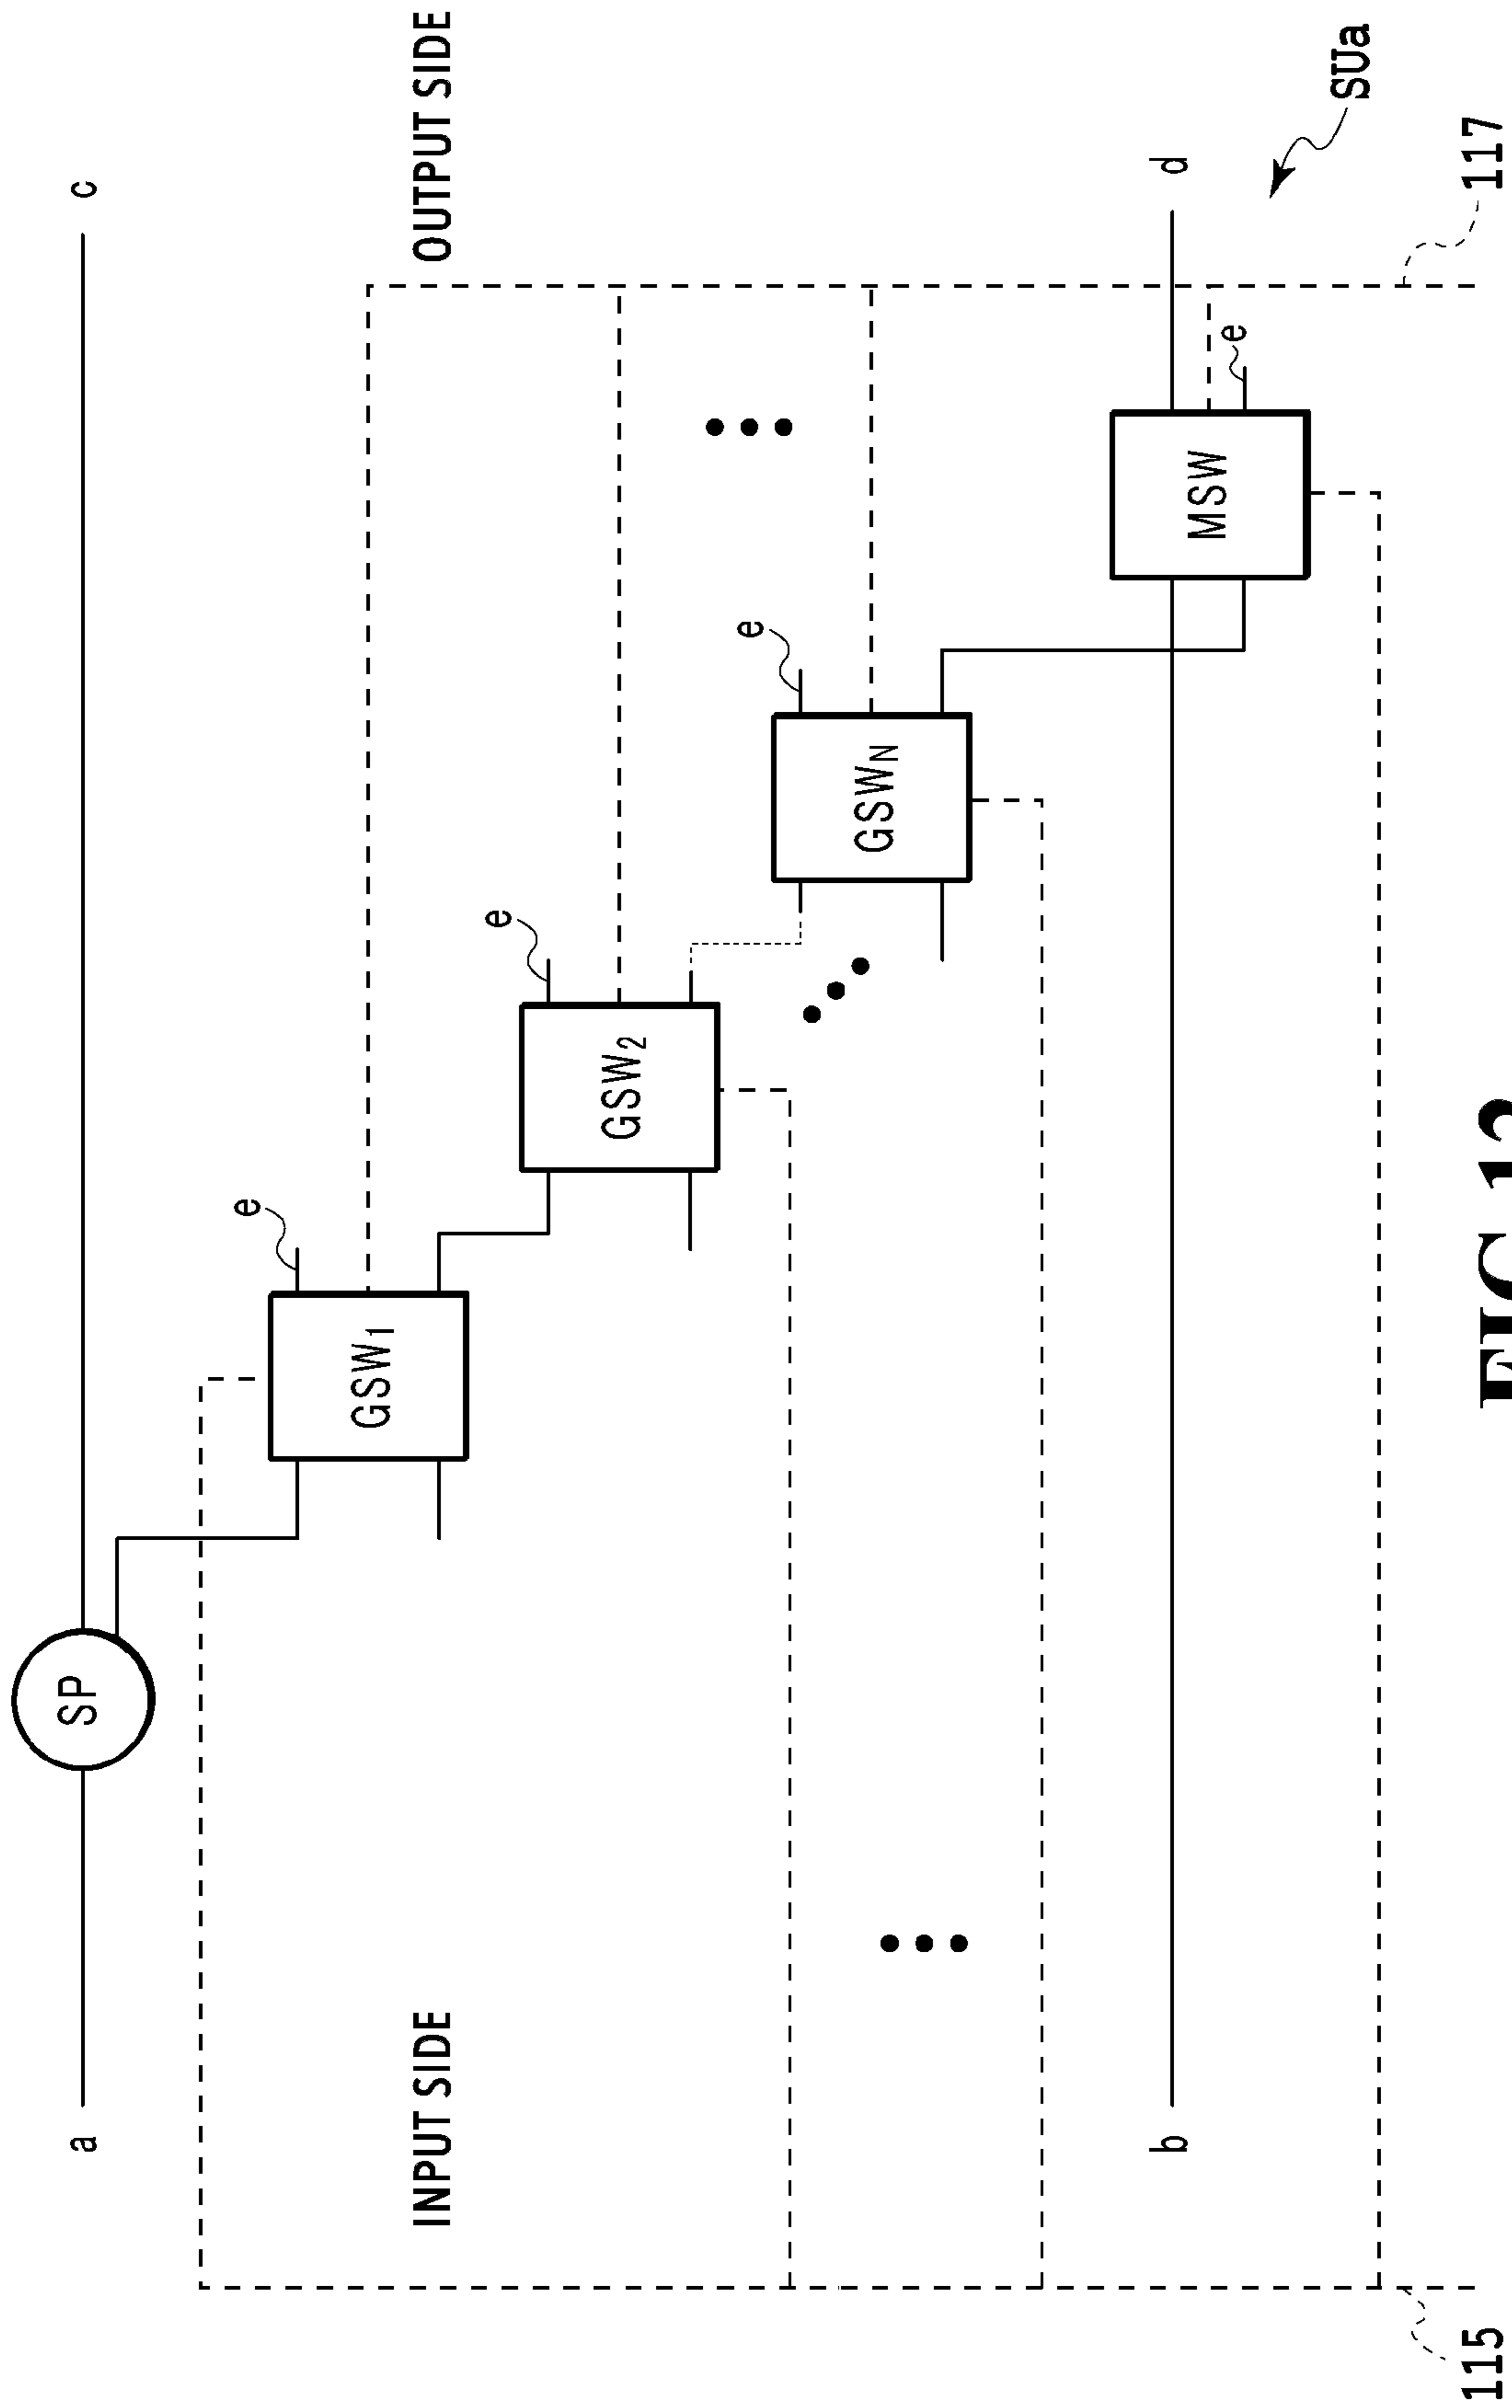 a
SP
c
INPUT SIDE
OUTPUT SIDE
GSW1
e
GSW2
e
GSWN
e
b
MSW
d
e
SUa
115
117